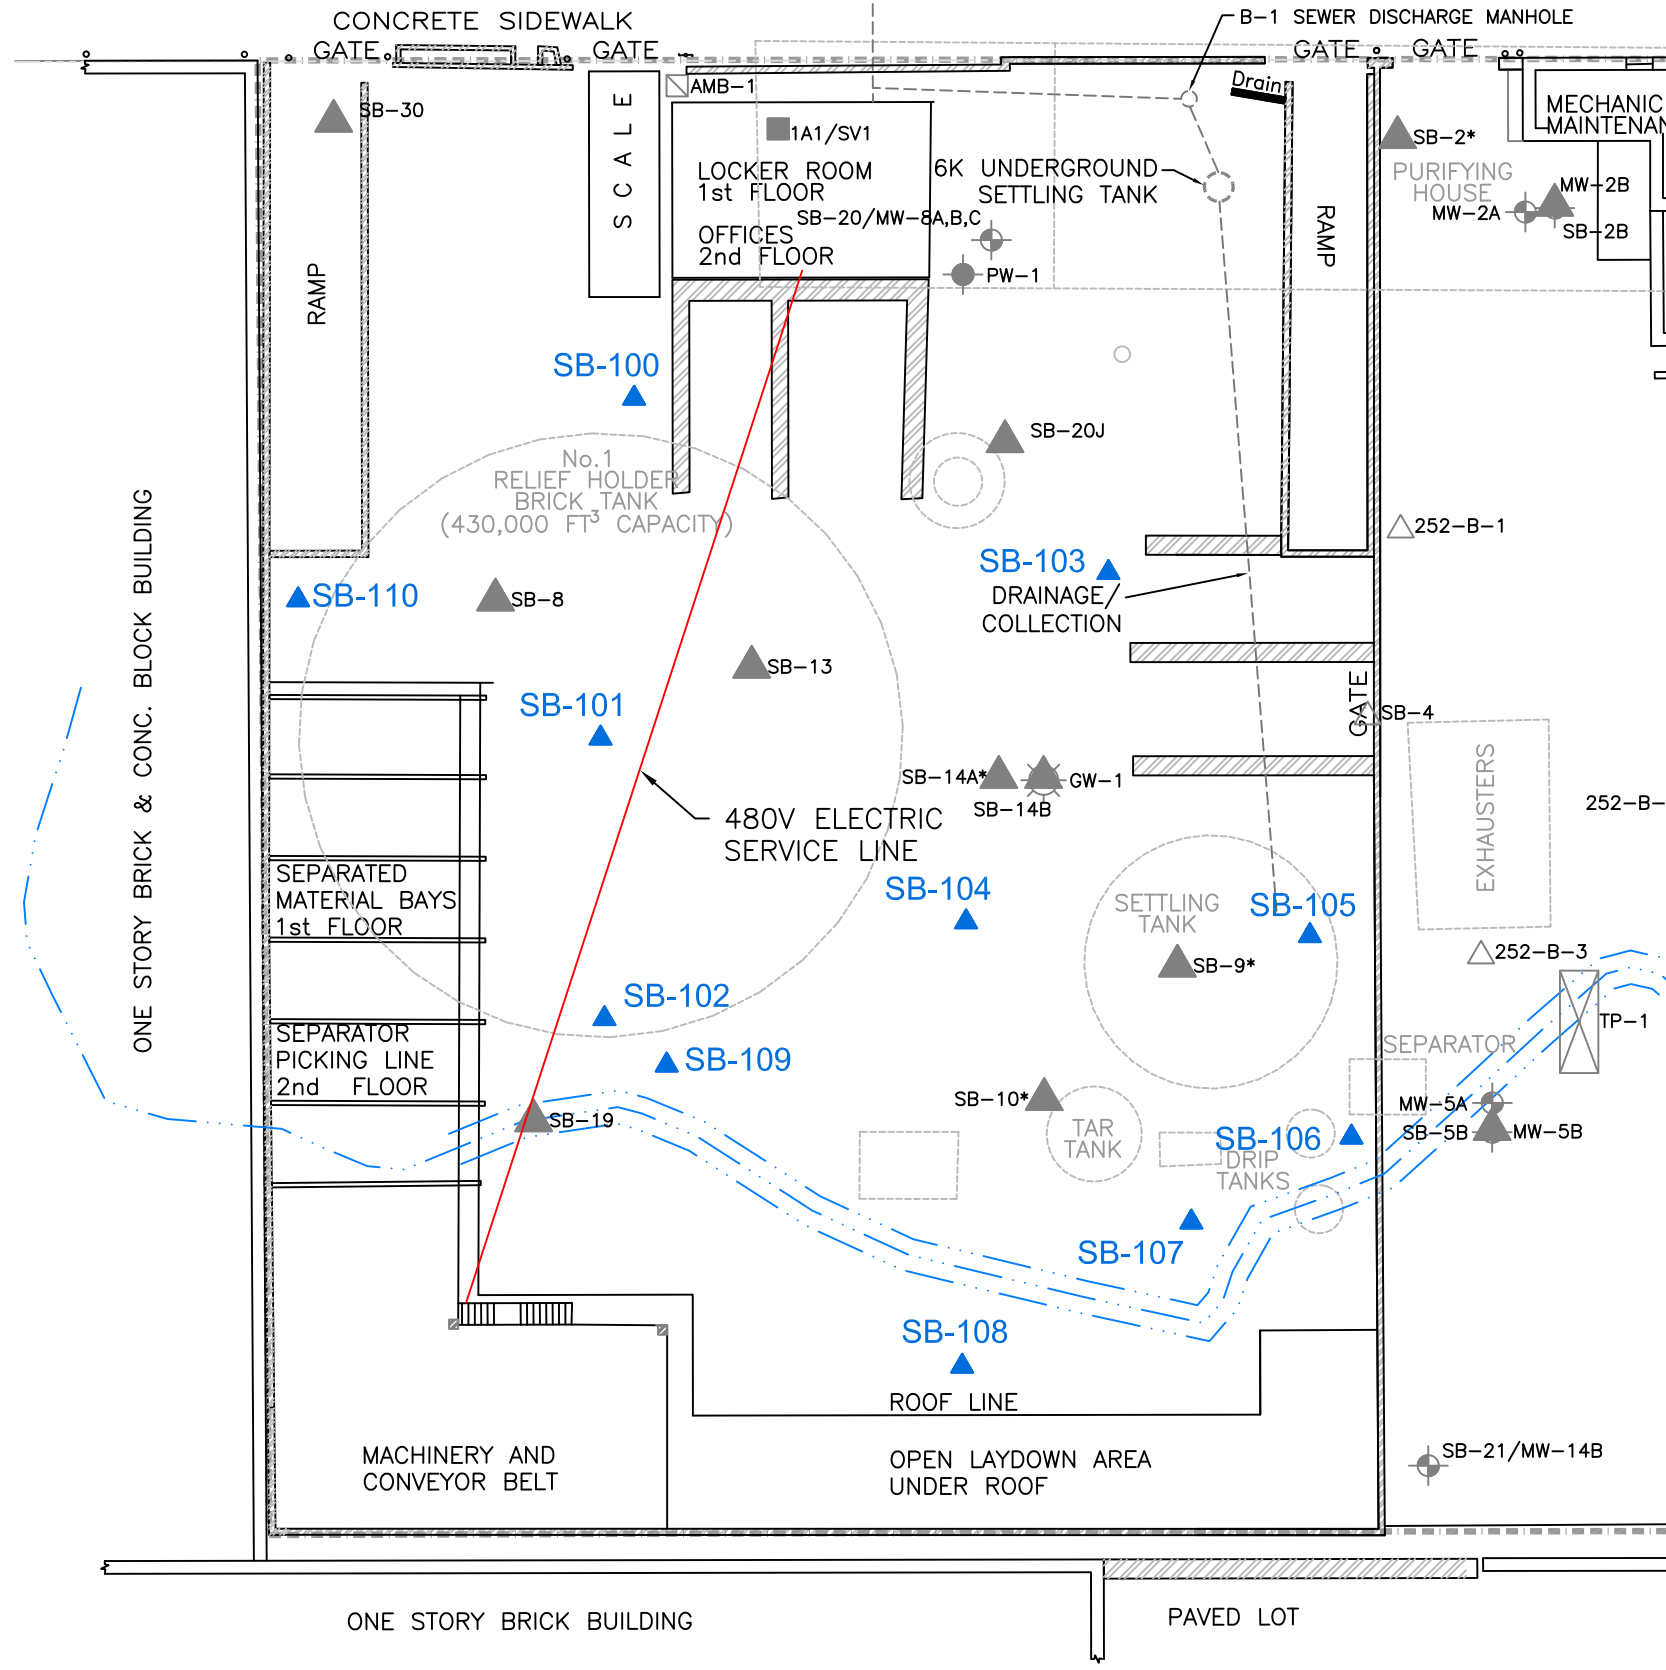 CONCRETE SIDEWALK
GATE
GATE
B-1 SEWER DISCHARGE MANHOLE
GATE
GATE
AMB-1
Drain
SB-30
SCALE
1A1/SV1
LOCKER ROOM
1st FLOOR
OFFICES
2nd FLOOR
6K UNDERGROUND
SETTLING TANK
SB-20/MW-8A,B,C
PW-1
RAMP
RAMP
SB-2*
PURIFYING
HOUSE
MECHANIC
MAINTENAN
MW-2B
MW-2A
SB-2B
SB-100
SB-20J
No.1
RELIEF HOLDER
BRICK TANK
(430,000 FT³ CAPACITY)
252-B-1
SB-103
DRAINAGE/
COLLECTION
SB-110
SB-8
SB-13
ONE STORY BRICK & CONC. BLOCK BUILDING
SB-101
GATE
SB-4
SB-14A*
SB-14B
GW-1
EXHAUSTERS
252-B-
480V ELECTRIC
SERVICE LINE
SEPARATED
MATERIAL BAYS
1st FLOOR
SB-104
SETTLING
TANK
SB-105
SB-9*
252-B-3
SB-102
TP-1
SEPARATOR
PICKING LINE
2nd FLOOR
SB-109
SEPARATOR
SB-10*
SB-19
TAR
TANK
SB-106
DRIP
TANKS
MW-5A
SB-5B
MW-5B
SB-107
SB-108
ROOF LINE
MACHINERY AND
CONVEYOR BELT
OPEN LAYDOWN AREA
UNDER ROOF
SB-21/MW-14B
ONE STORY BRICK BUILDING
PAVED LOT